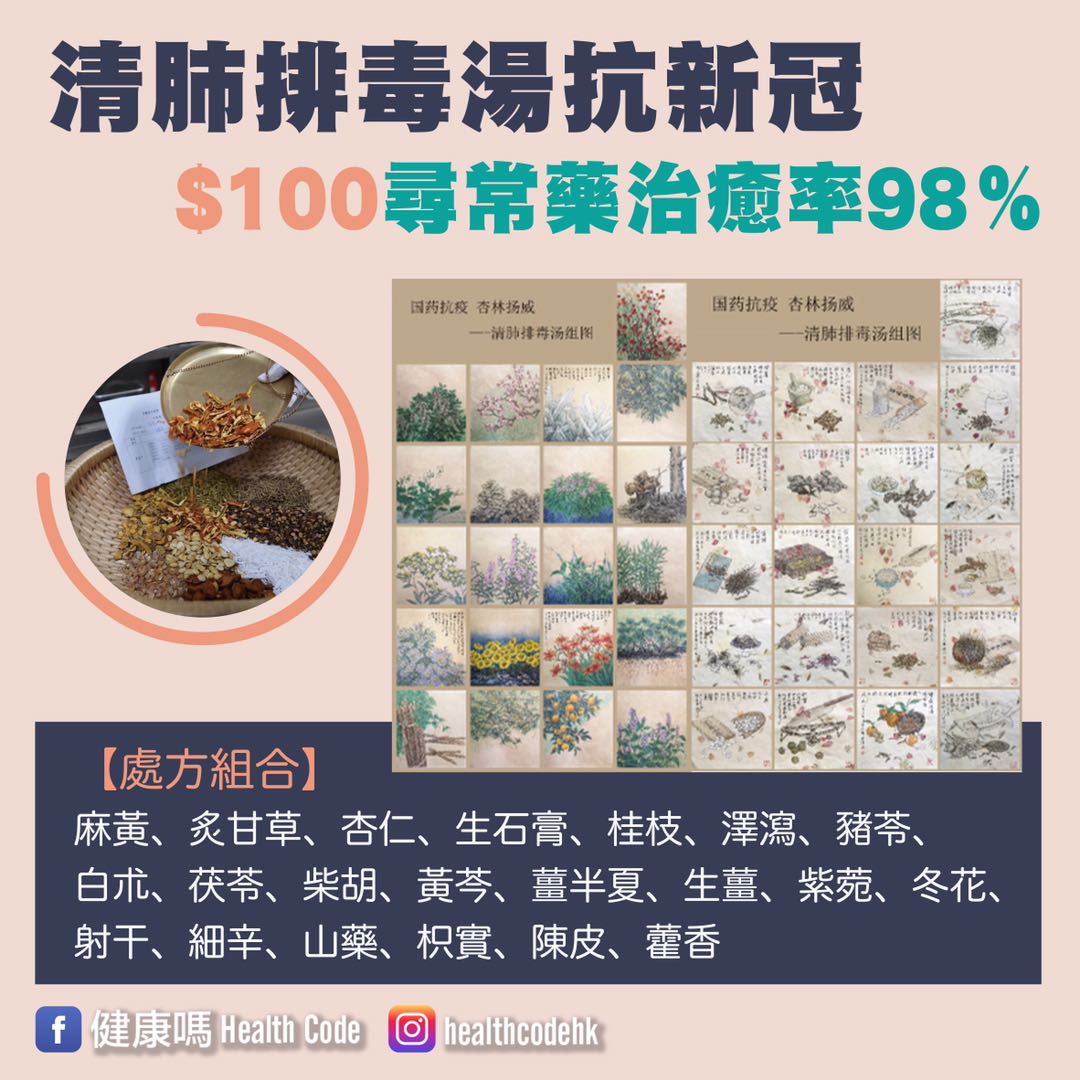 清肺排毒湯抗新冠
$100尋常藥治癒率98%
国药抗疫 杏林扬威
──清肺排毒汤组图
国药抗疫 杏林扬威
──清肺排毒汤组图
【處方組合】
麻黃、炙甘草、杏仁、生石膏、桂枝、澤瀉、豬苓、
白朮、茯苓、柴胡、黃芩、薑半夏、生薑、紫菀、冬花、
射干、細辛、山藥、枳實、陳皮、藿香
健康嗎 Health Code
healthcodehk